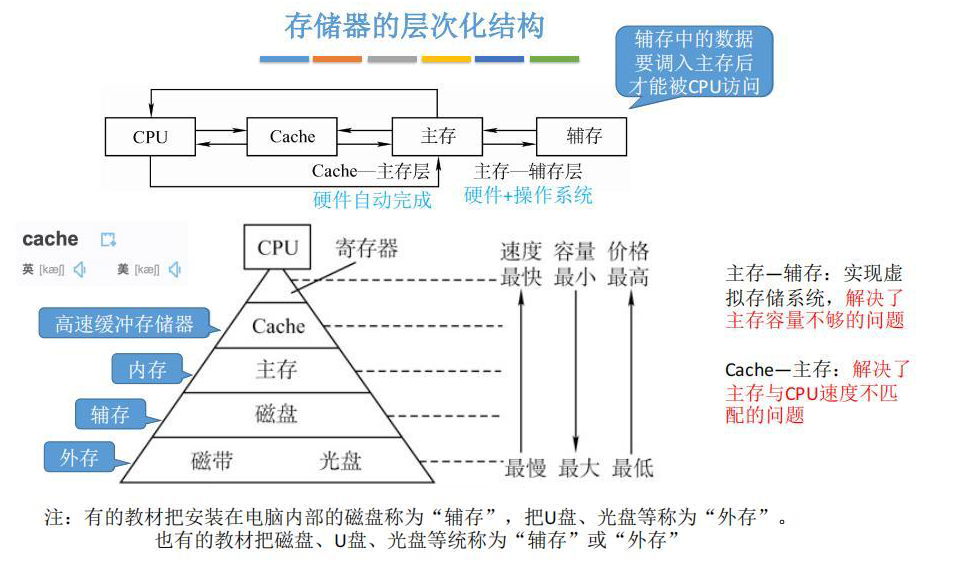 存储器的层次化结构
辅存中的数据
要调入主存后
才能被CPU访问
CPU
Cache
主存
辅存
Cache—主存层
主存—辅存层
硬件自动完成
硬件+操作系统
cache
英 [kæʃ]
美 [kæʃ]
CPU
寄存器
速度 容量 价格
最快 最小 最高
高速缓冲存储器
Cache
内存
主存
辅存
磁盘
外存
磁带 光盘
最慢 最大 最低
主存—辅存：实现虚
拟存储系统，解决了
主存容量不够的问题
Cache—主存：解决了
主存与CPU速度不匹
配的问题
注：有的教材把安装在电脑内部的磁盘称为“辅存”，把U盘、光盘等称为“外存”。
也有的教材把磁盘、U盘、光盘等统称为“辅存”或“外存”